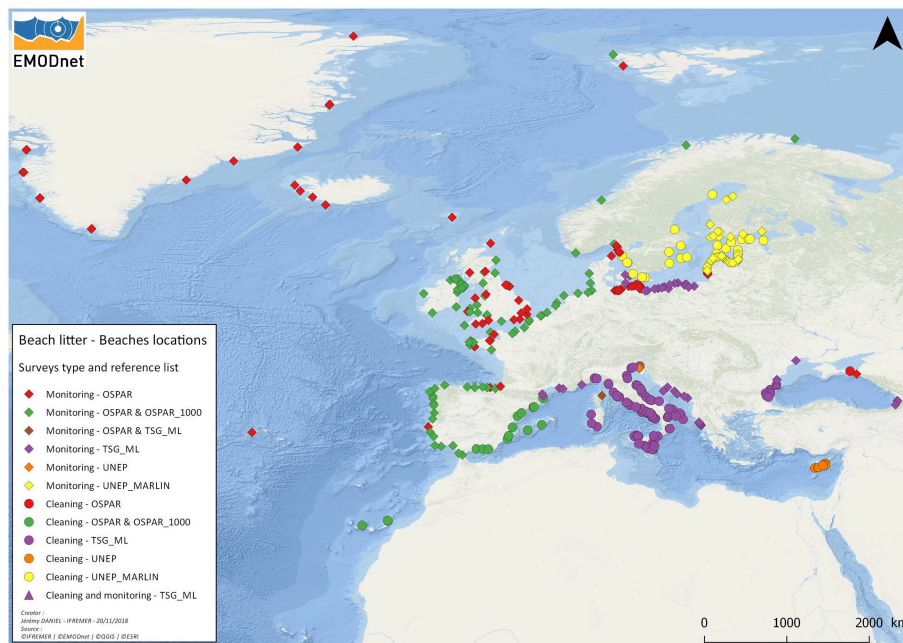 EMODnet
Beach litter - Beaches locations
Surveys type and reference list
Monitoring - OSPAR
Monitoring - OSPAR & OSPAR_1000
Monitoring - OSPAR & TSG_ML
Monitoring - TSG_ML
Monitoring - UNEP
Monitoring - UNEP_MARLIN
Cleaning - OSPAR
Cleaning - OSPAR & OSPAR_1000
Cleaning - TSG_ML
Cleaning - UNEP
Cleaning - UNEP_MARLIN
Cleaning and monitoring - TSG_ML
Creator :
Jérémy DANIEL - IFREMER - 20/11/2018
Source :
©IFREMER | ©EMODnet | ©QGIS | ©ESRI
0 1000 2000 km